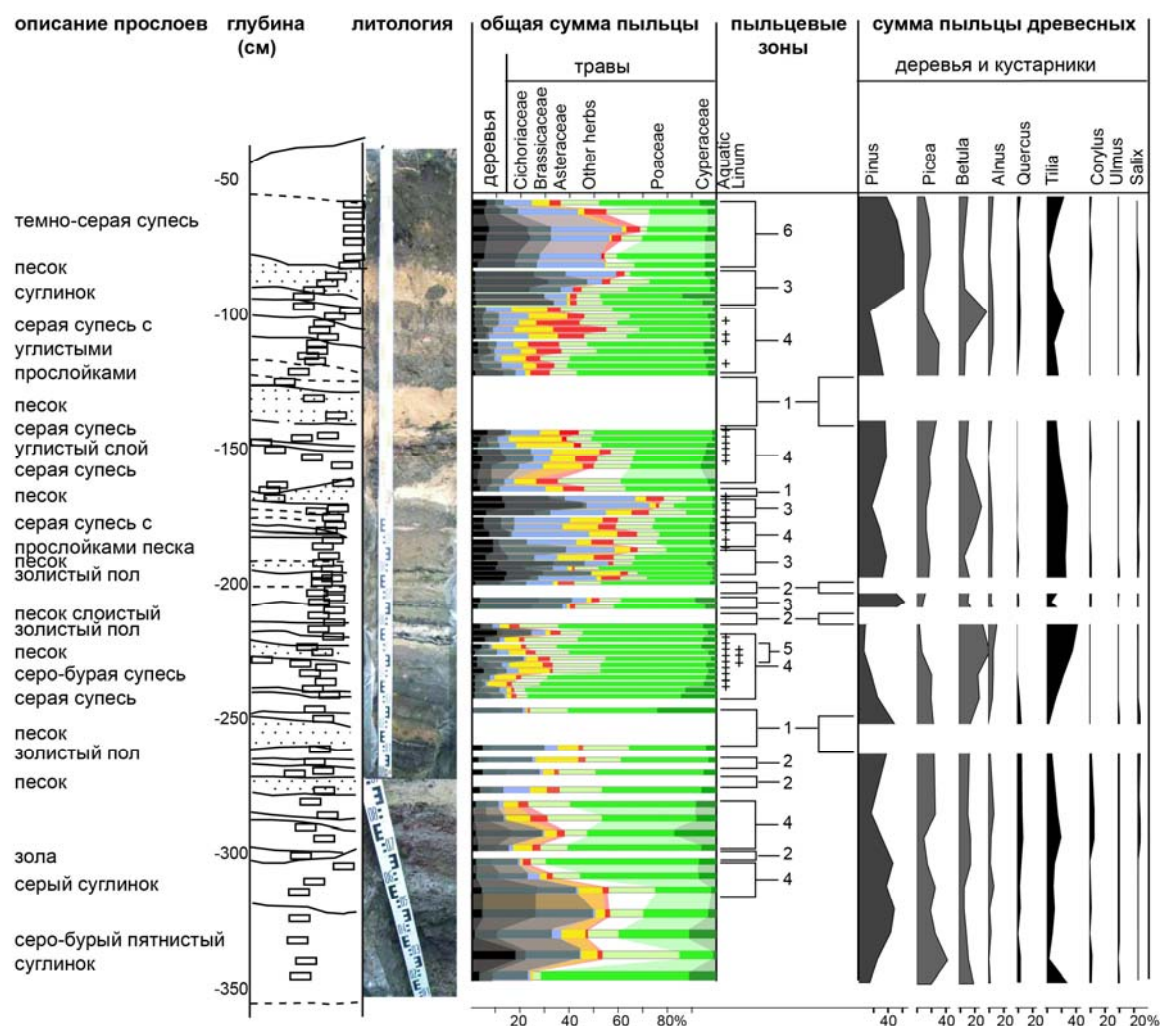 описание прослоев
глубина
(см)
литология
общая сумма пыльцы
пыльцевые
зоны
сумма пыльцы древесных
травы
деревья и кустарники
деревья
Cichoriaceae
Brassicaceae
Asteraceae
Other herbs
Poaceae
Cyperaceae
Aquatic
Linum
Pinus
Picea
Betula
Alnus
Quercus
Tilia
Corylus
Ulmus
Salix
-50
темно-серая супесь
6
песок
3
суглинок
-100
серая супесь с
4
углистыми
прослойками
песок
1
серая супесь
углистый слой
-150
4
серая супесь
песок
1
3
серая супесь с
4
прослойками песка
песок
3
золистый пол
-200
2
песок слоистый
3
золистый пол
2
песок
5
серо-бурая супесь
4
серая супесь
-250
песок
1
золистый пол
2
песок
2
4
зола
-300
2
серый суглинок
4
серо-бурый пятнистый
суглинок
-350
20 40 60 80%
40 20 20 20 20 40 20 20 20%